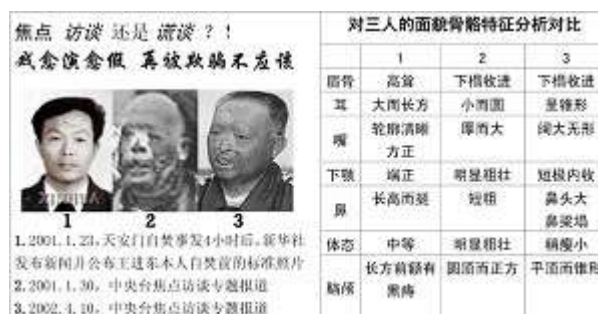 焦点 访谈 还是 谎谈 ?!
戏愈演愈假 再被欺骗不应该
1 2 3
1.2001.1.23,天安门自焚事发4小时后,新华社
发布新闻并公布王进东本人自焚前的标准照片
2.2001.1.30, 中央台焦点访谈专题报道
3.2002.4.10, 中央台焦点访谈专题报道
对三人的面貌骨骼特征分析对比
1 2 3
眉骨 高耸 下榻收进 下榻收进
耳 大而长方 小而圆 呈锥形
嘴 轮廓清晰 厚而大 阔大无形
方正
下颚 端正 明显粗壮 短极内收
鼻 长高而挺 短粗 鼻头大
鼻梁塌
体态 中等 明显粗壮 稍瘦小
脑颅 长方前额有 圆顶而正方 平顶而锥形
黑痔